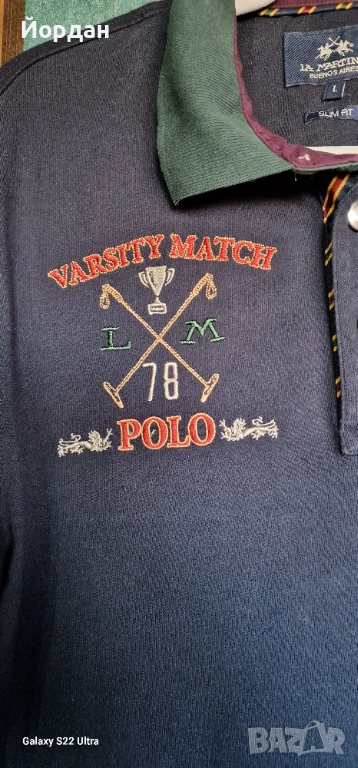 Йордан
LA MARTINA
BUENOS AIRES
L
SLIM FIT
VARSITY MATCH
L M
78
POLO
Galaxy S22 Ultra
BAZAR